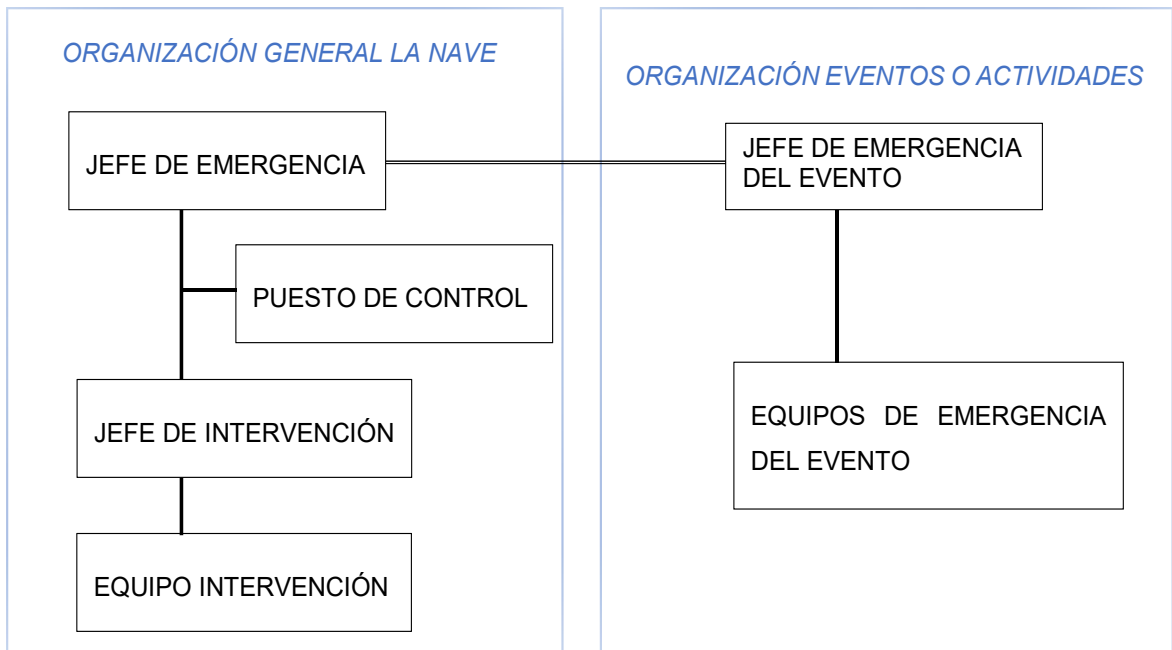 ORGANIZACIÓN GENERAL LA NAVE
JEFE DE EMERGENCIA
PUESTO DE CONTROL
JEFE DE INTERVENCIÓN
EQUIPO INTERVENCIÓN
ORGANIZACIÓN EVENTOS O ACTIVIDADES
JEFE DE EMERGENCIA
DEL EVENTO
EQUIPOS DE EMERGENCIA
DEL EVENTO